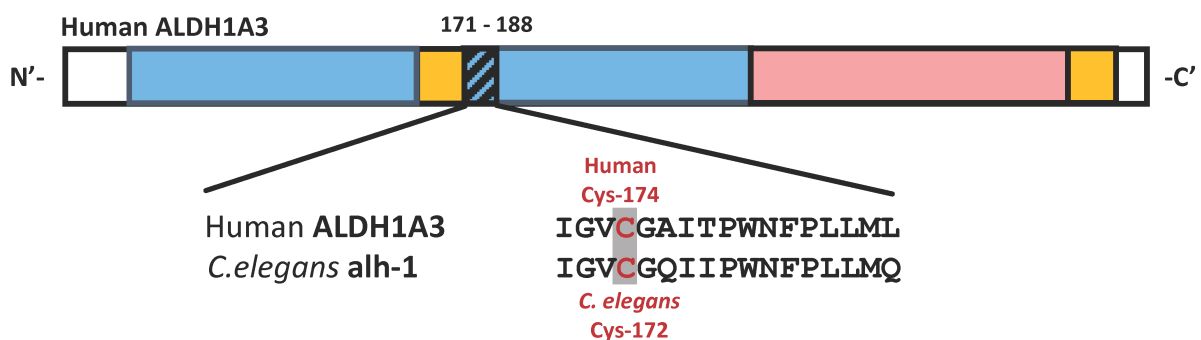 Human ALDH1A3
171 - 188
N'-
-C'
Human
Cys-174
Human ALDH1A3 IGVCGAITPWNFPLLML
C.elegans alh-1 IGVCGQIIPWNFPLLMQ
C. elegans
Cys-172